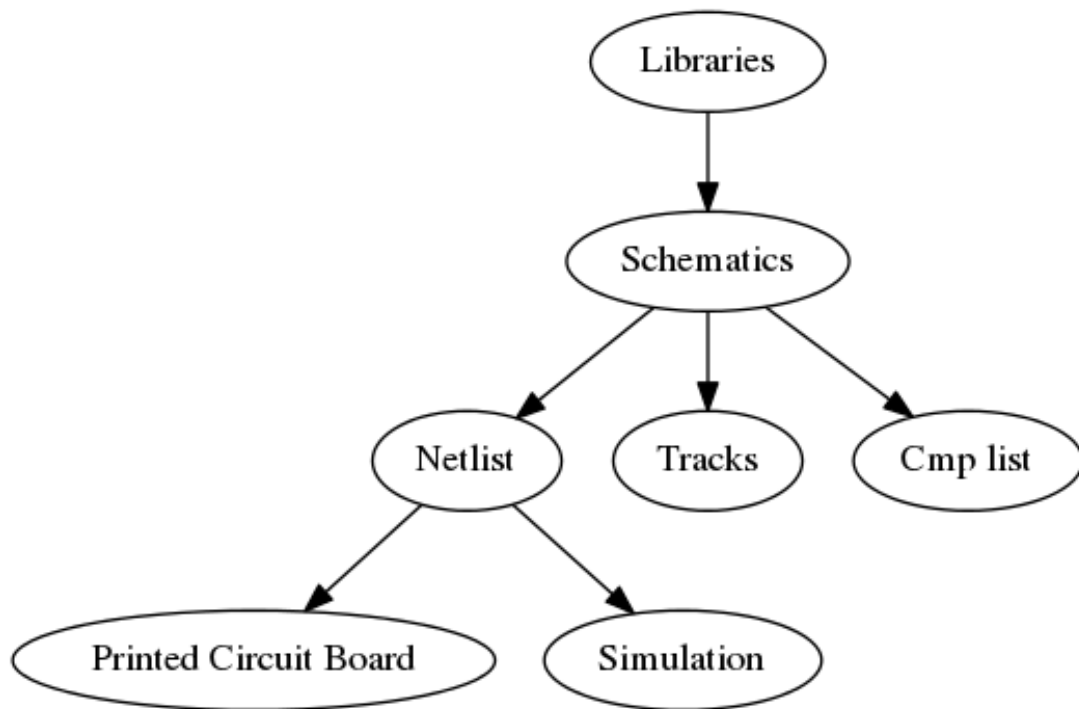 Libraries
Schematics
Netlist
Tracks
Cmp list
Printed Circuit Board
Simulation